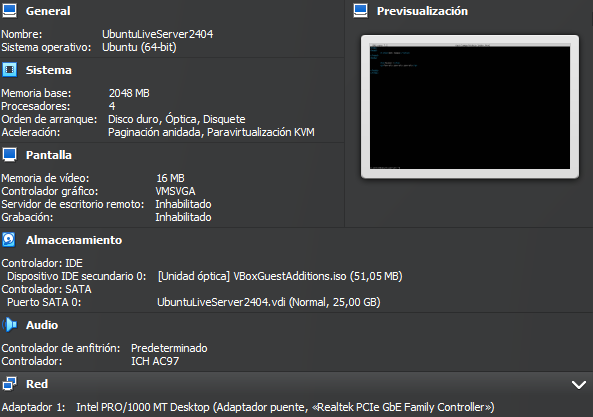 General
Nombre: UbuntuLiveServer2404
Sistema operativo: Ubuntu (64-bit)
Previsualización
Sistema
Memoria base: 2048 MB
Procesadores: 4
Orden de arranque: Disco duro, Óptica, Disquete
Aceleración: Paginación anidada, Paravirtualización KVM
Pantalla
Memoria de vídeo: 16 MB
Controlador gráfico: VMSVGA
Servidor de escritorio remoto: Inhabilitado
Grabación: Inhabilitado
Almacenamiento
Controlador: IDE
Dispositivo IDE secundario 0: [Unidad óptica] VBoxGuestAdditions.iso (51,05 MB)
Controlador: SATA
Puerto SATA 0: UbuntuLiveServer2404.vdi (Normal, 25,00 GB)
Audio
Controlador de anfitrión: Predeterminado
Controlador: ICH AC97
Red
Adaptador 1: Intel PRO/1000 MT Desktop (Adaptador puente, «Realtek PCIe GbE Family Controller»)